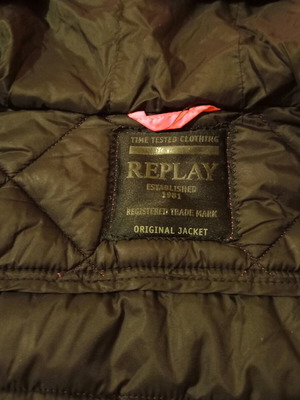 TIME TESTED CLOTHING
REPLAY
ESTABLISHED
1981
REGISTERED TRADE MARK
ORIGINAL JACKET